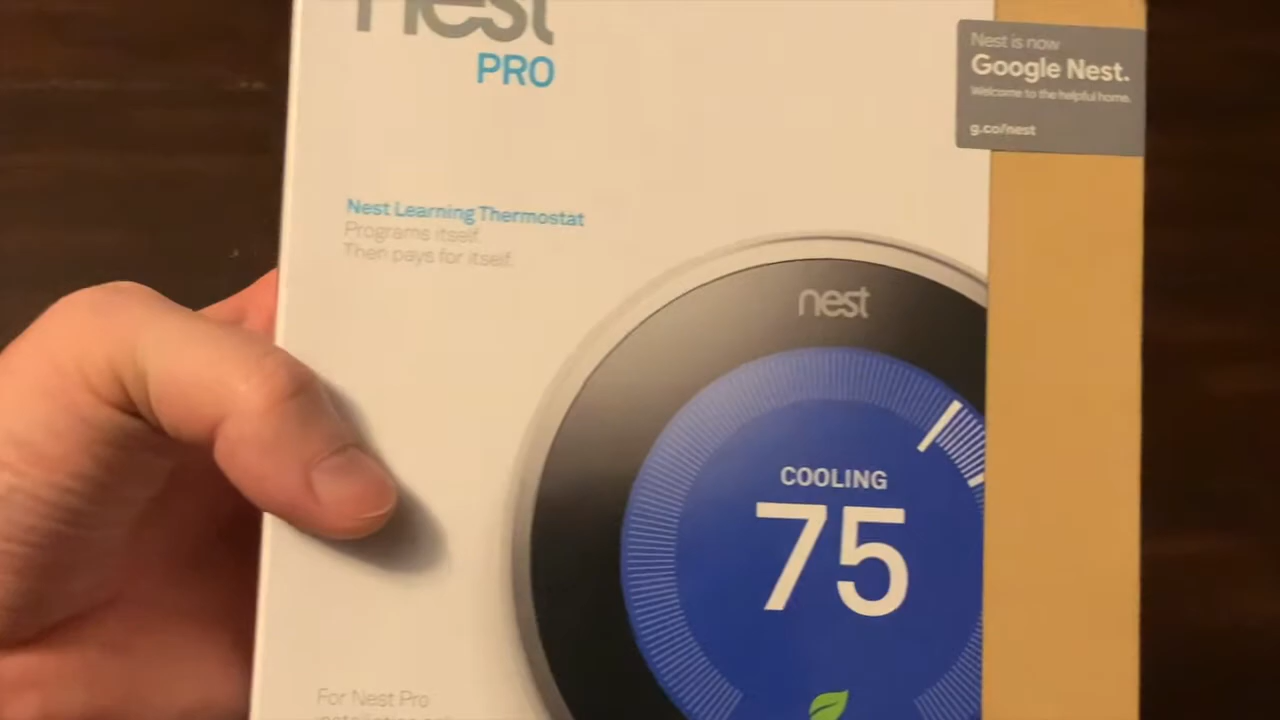 nest
PRO
Nest is now
Google Nest.
Welcome to the helpful home.
g.co/nest
Nest Learning Thermostat
Programs itself.
Then pays for itself.
nest
COOLING
75
For Nest Pro